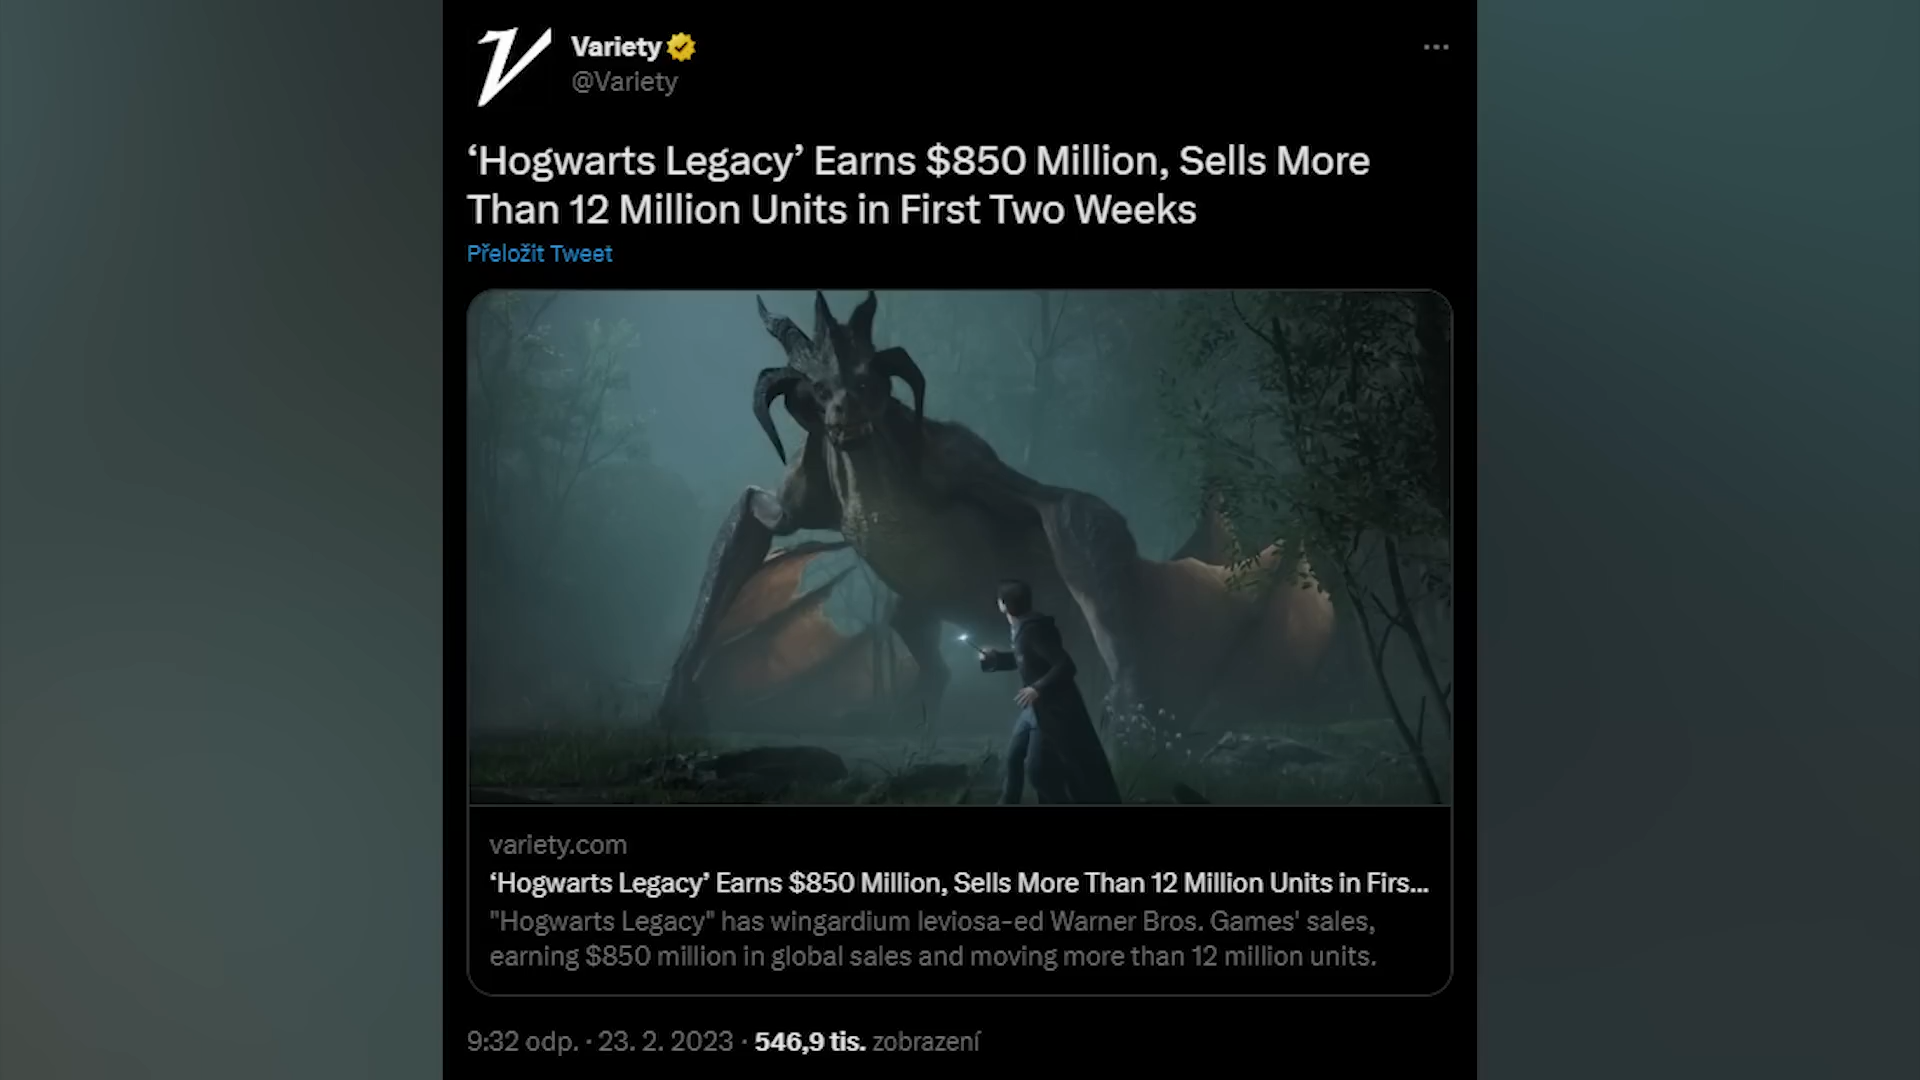 Variety
@Variety
‘Hogwarts Legacy’ Earns $850 Million, Sells More
Than 12 Million Units in First Two Weeks
Přeložit Tweet
variety.com
‘Hogwarts Legacy’ Earns $850 Million, Sells More Than 12 Million Units in Firs...
"Hogwarts Legacy" has wingardium leviosa-ed Warner Bros. Games' sales,
earning $850 million in global sales and moving more than 12 million units.
9:32 odp. · 23. 2. 2023 · 546,9 tis. zobrazení